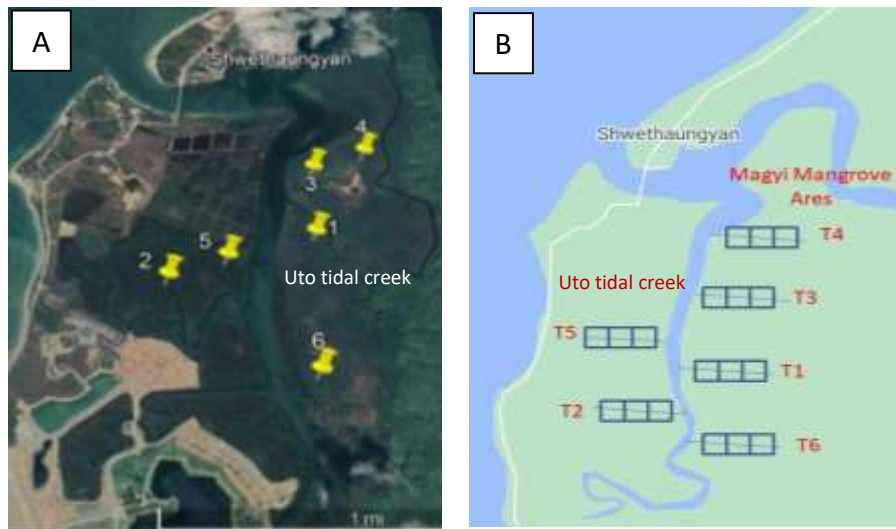 A
Shwethaungyan
4
3
1
5
2
Uto tidal creek
6
1 mi
B
Shwethaungyan
Magyi Mangrove
Ares
T4
Uto tidal creek
T3
T5
T1
T2
T6